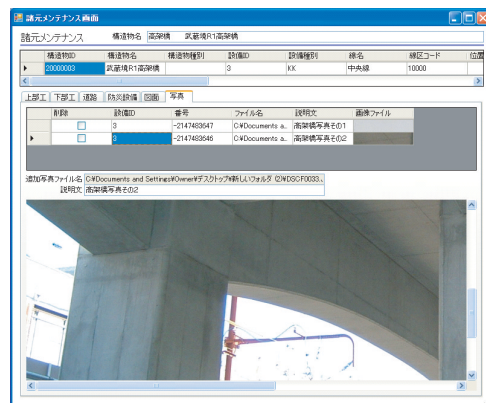 諸元メンテナンス画面
諸元メンテナンス 構造物名 高架橋 武蔵境R1高架橋
構造物ID 構造物名 構造物種別 設備ID 設備種別 線名 線区コード 位置
20000003 武蔵境R1高架橋 3 KK 中央線 10000
上部工 下部工 道路 防災設備 図面 写真
削除 設備ID 番号 ファイル名 説明文 画像ファイル
3 -2147483647 C:¥Documents a... 高架橋写真その1
3 -2147483646 C:¥Documents a... 高架橋写真その2
追加写真ファイル名 C:¥Documents and Settings¥Owner¥デスクトップ¥新しいフォルダ (2)¥DSCF0033...
説明文 高架橋写真その2